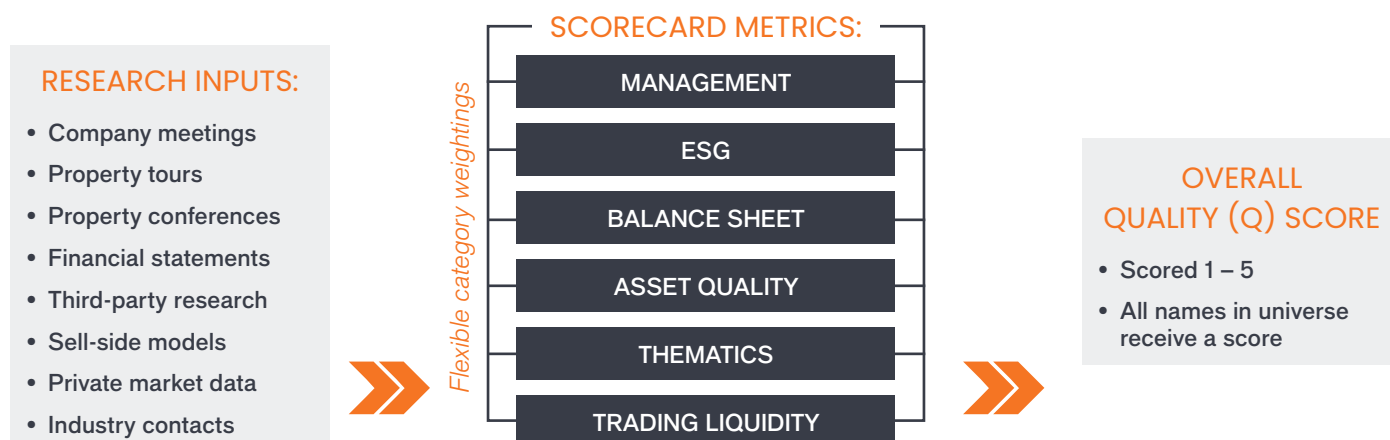 RESEARCH INPUTS:
• Company meetings
• Property tours
• Property conferences
• Financial statements
• Third-party research
• Sell-side models
• Private market data
• Industry contacts
Flexible category weightings
SCORECARD METRICS:
MANAGEMENT
ESG
BALANCE SHEET
ASSET QUALITY
THEMATICS
TRADING LIQUIDITY
OVERALL
QUALITY (Q) SCORE
• Scored 1 – 5
• All names in universe
receive a score